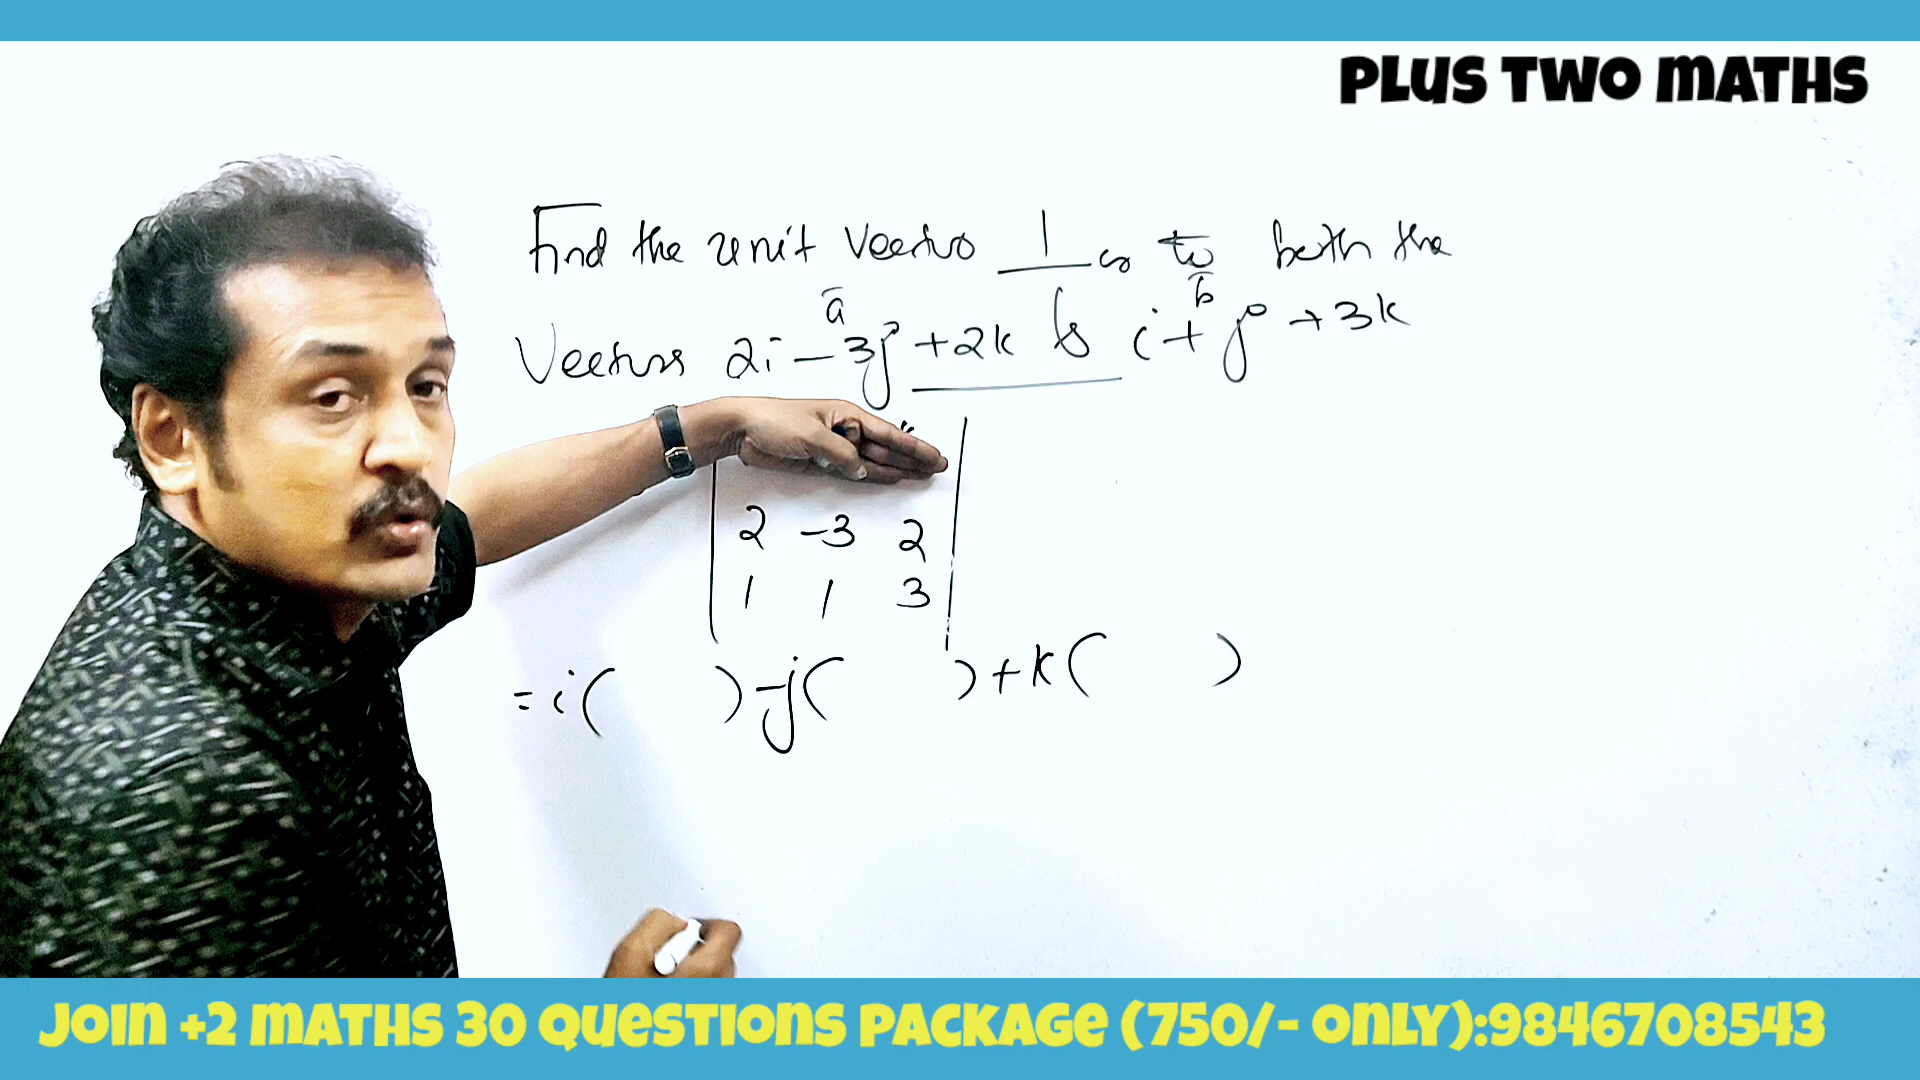 PLUS TWO MATHS
Find the unit Vector ⊥ar to both the
a̅ b̅
Vectors 2i - 3j + 2k & i + j + 3k
2 -3 2
1 1 3
= i( ) - j( ) + k( )
JOIN +2 MATHS 30 QUESTIONS PACKAGE (750/- ONLY):9846708543